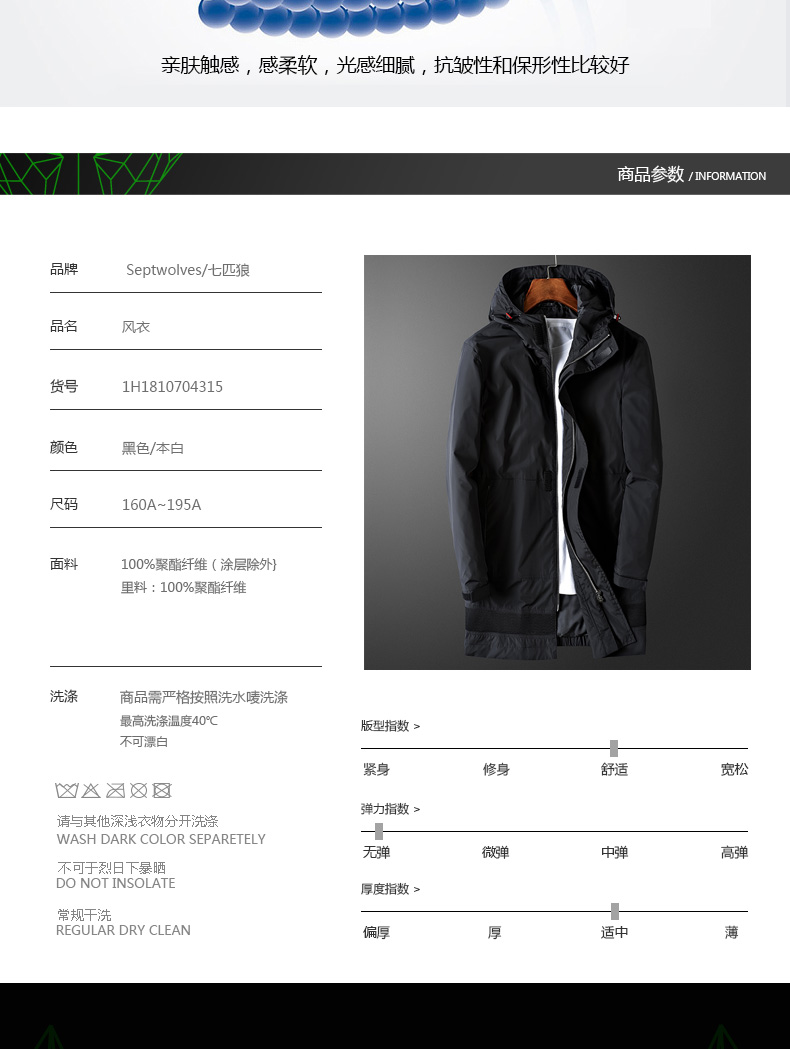 亲肤触感，感柔软，光感细腻，抗皱性和保形性比较好
商品参数 / INFORMATION
品牌 Septwolves/七匹狼
品名 风衣
货号 1H1810704315
颜色 黑色/本白
尺码 160A~195A
面料 100%聚酯纤维（涂层除外}
里料：100%聚酯纤维
洗涤 商品需严格按照洗水唛洗涤
最高洗涤温度40℃
不可漂白
请与其他深浅衣物分开洗涤
WASH DARK COLOR SEPARETELY
不可于烈日下暴晒
DO NOT INSOLATE
常规干洗
REGULAR DRY CLEAN
版型指数 >
紧身 修身 舒适 宽松
弹力指数 >
无弹 微弹 中弹 高弹
厚度指数 >
偏厚 厚 适中 薄